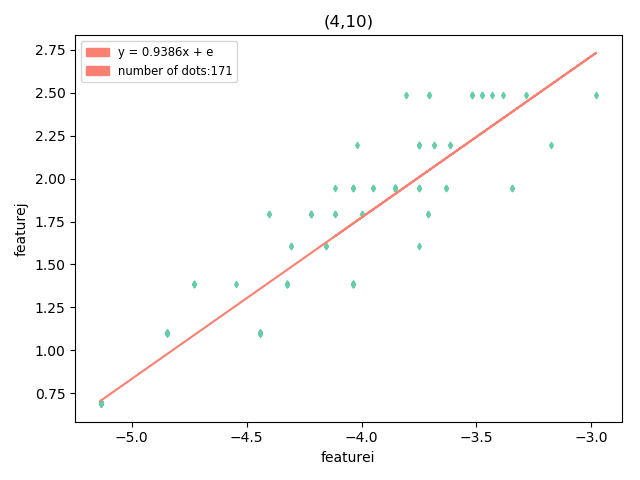 (4,10)
y = 0.9386x + e
number of dots:171
2.75
2.50
2.25
2.00
1.75
1.50
1.25
1.00
0.75
featurej
−5.0 −4.5 −4.0 −3.5 −3.0
featurei